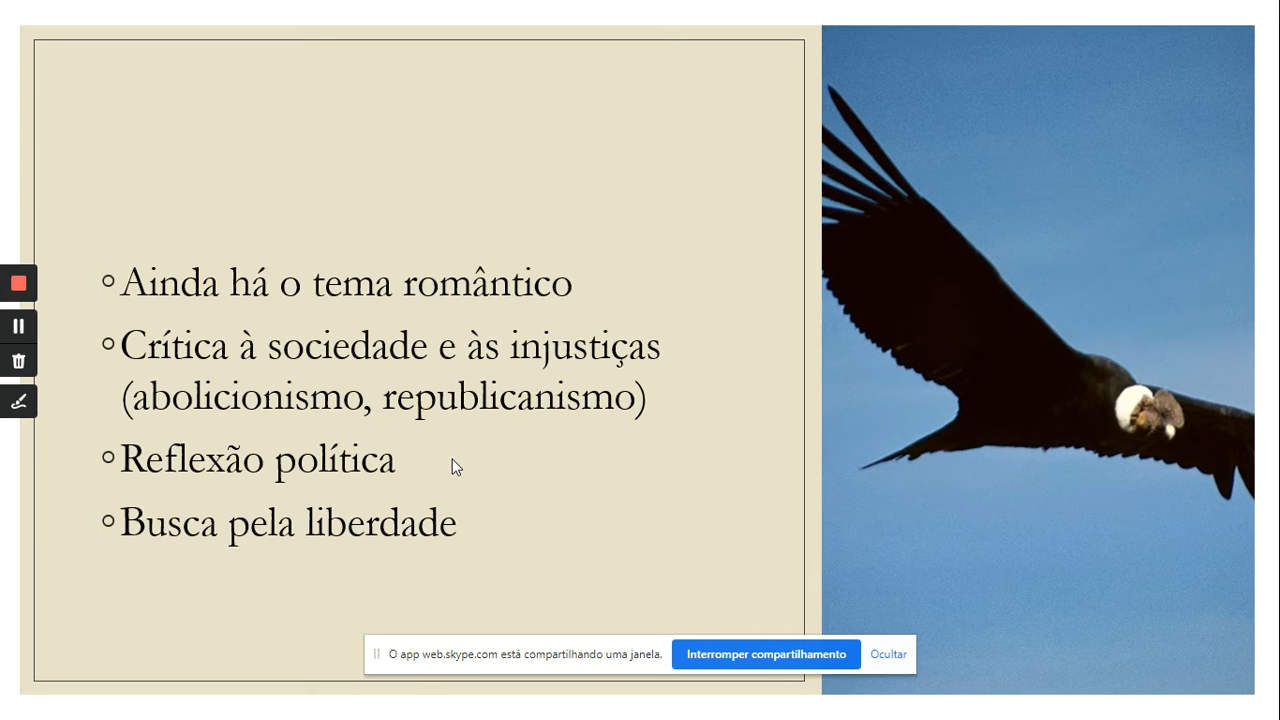 Ainda há o tema romântico
Crítica à sociedade e às injustiças
(abolicionismo, republicanismo)
Reflexão política
Busca pela liberdade
O app web.skype.com está compartilhando uma janela. Interromper compartilhamento Ocultar